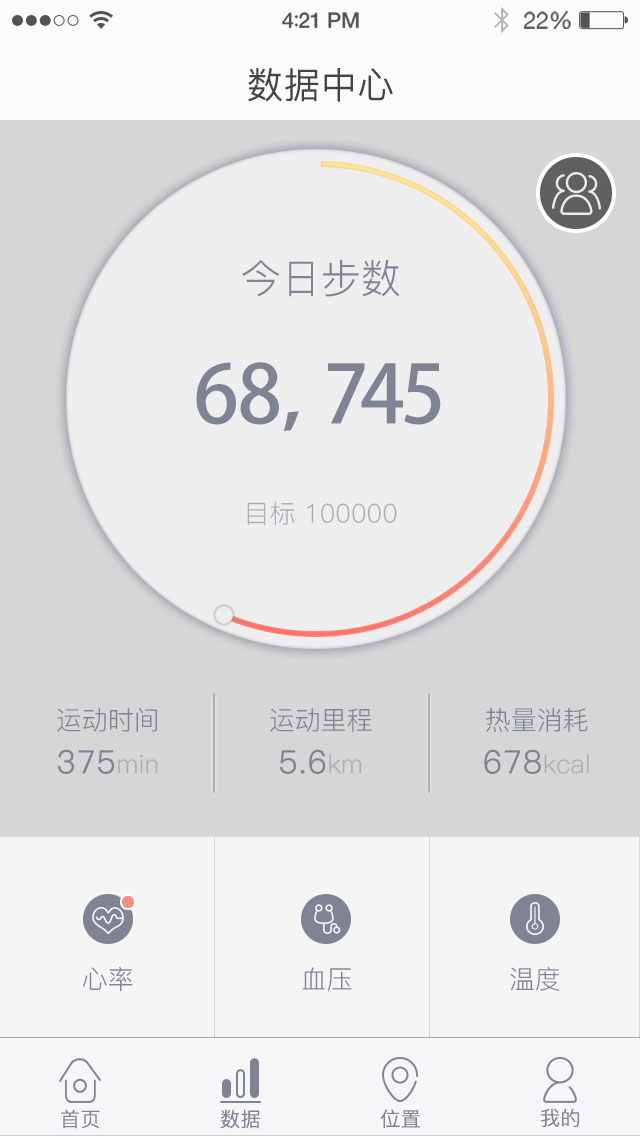 4:21 PM 22%
数据中心
今日步数
68, 745
目标 100000
运动时间 运动里程 热量消耗
375min 5.6km 678kcal
心率 血压 温度
首页 数据 位置 我的